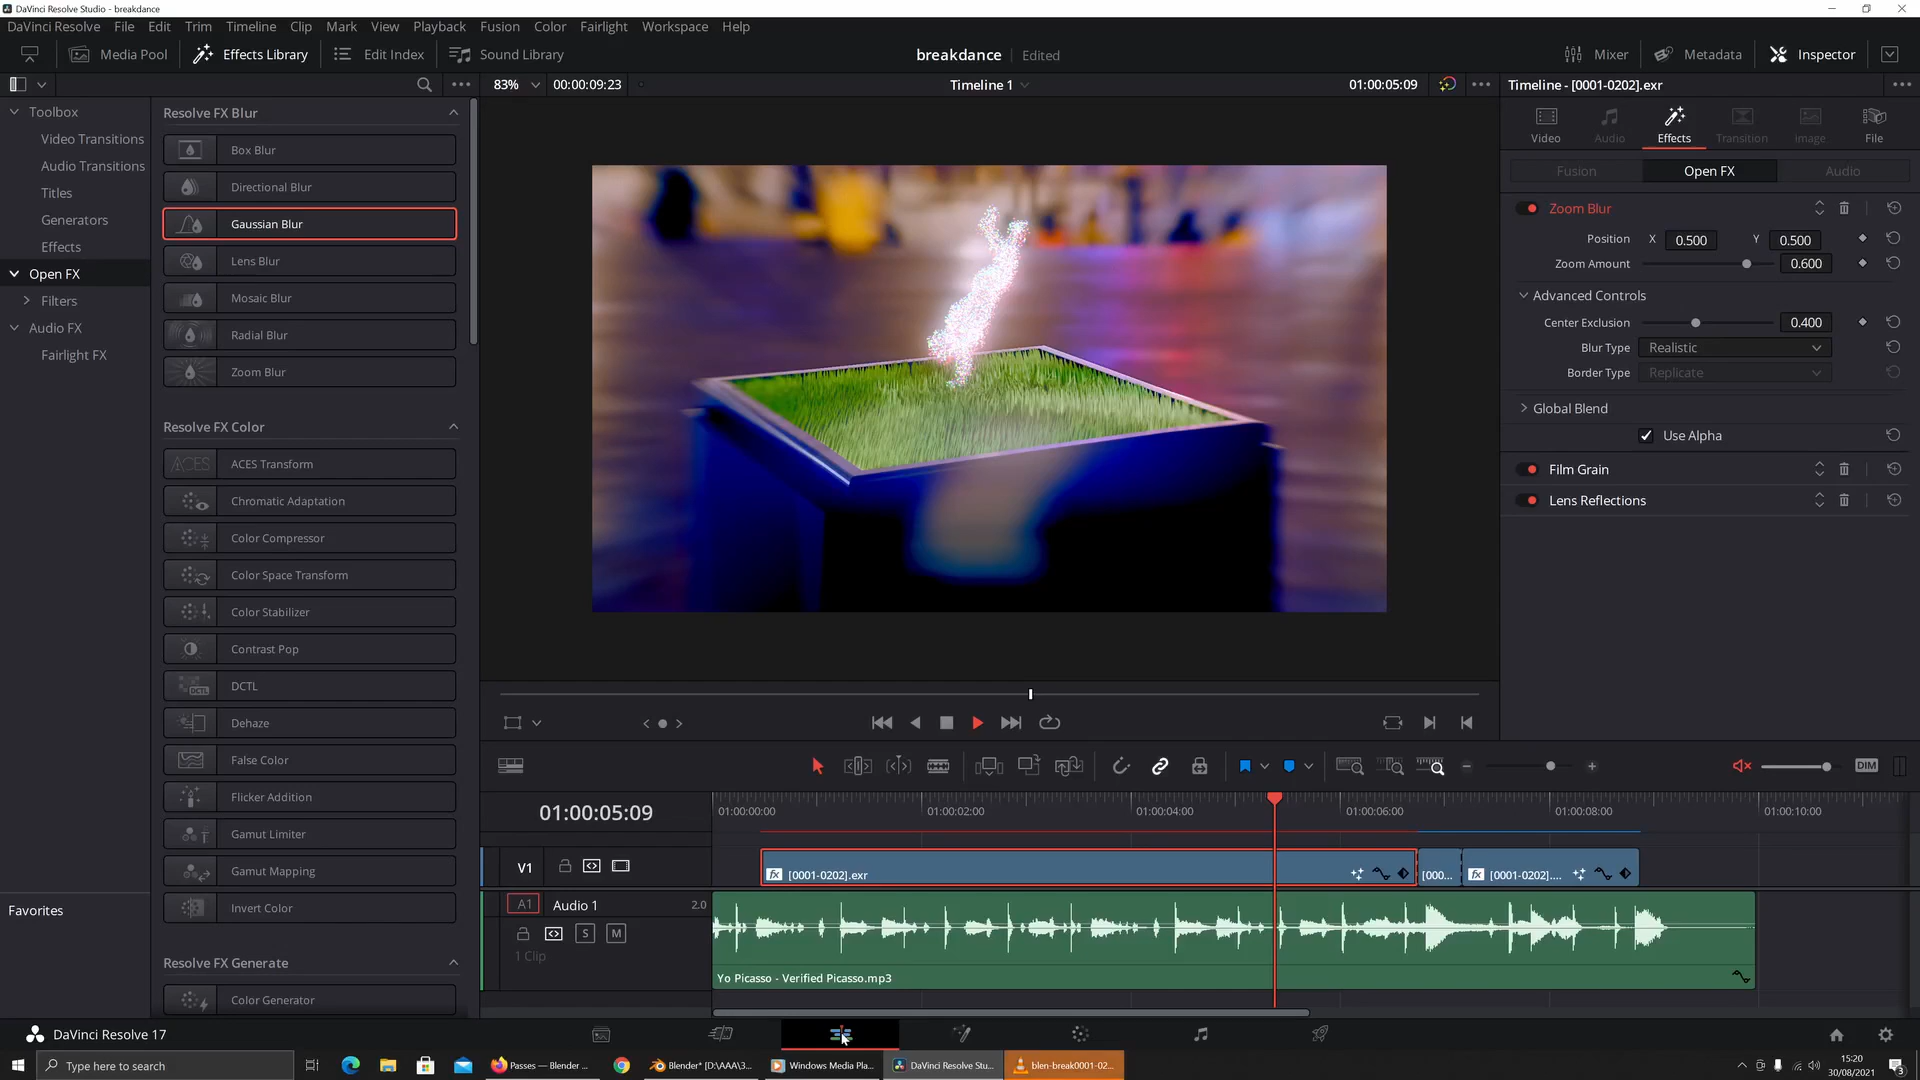 DaVinci Resolve Studio - breakdance
DaVinci Resolve File Edit Trim Timeline Clip Mark View Playback Fusion Color Fairlight Workspace Help
Media Pool Effects Library Edit Index Sound Library breakdance Edited Mixer Metadata Inspector
83% 00:00:09:23 Timeline 1 01:00:05:09 Timeline - [0001-0202].exr
Toolbox
Video Transitions
Audio Transitions
Titles
Generators
Effects
Open FX
Filters
Audio FX
Fairlight FX
Favorites
Resolve FX Blur
Box Blur
Directional Blur
Gaussian Blur
Lens Blur
Mosaic Blur
Radial Blur
Zoom Blur
Resolve FX Color
ACES Transform
Chromatic Adaptation
Color Compressor
Color Space Transform
Color Stabilizer
Contrast Pop
DCTL
Dehaze
False Color
Flicker Addition
Gamut Limiter
Gamut Mapping
Invert Color
Resolve FX Generate
Color Generator
Video Audio Effects Transition Image File
Fusion Open FX Audio
Zoom Blur
Position X 0.500 Y 0.500
Zoom Amount 0.600
Advanced Controls
Center Exclusion 0.400
Blur Type Realistic
Border Type Replicate
Global Blend
Use Alpha
Film Grain
Lens Reflections
DIM
01:00:05:09 01:00:00:00 01:00:02:00 01:00:04:00 01:00:06:00 01:00:08:00 01:00:10:00
V1 [0001-0202].exr [000... [0001-0202]....
A1 Audio 1 2.0
S M
1 Clip
Yo Picasso - Verified Picasso.mp3
DaVinci Resolve 17
Type here to search Passes — Blender ... Blender* [D:\AAA\3... Windows Media Pla... DaVinci Resolve Stu... blen-break0001-02...
15:20
30/08/2021
3